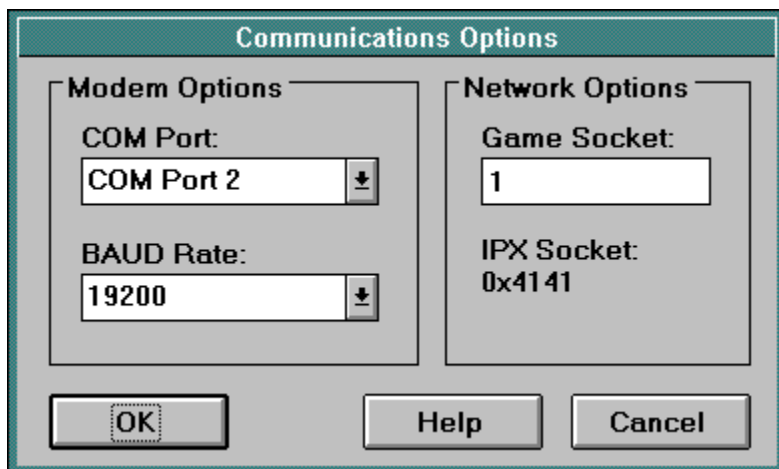 Communications Options
Modem Options
COM Port:
COM Port 2
BAUD Rate:
19200
Network Options
Game Socket:
1
IPX Socket:
0x4141
OK
Help
Cancel